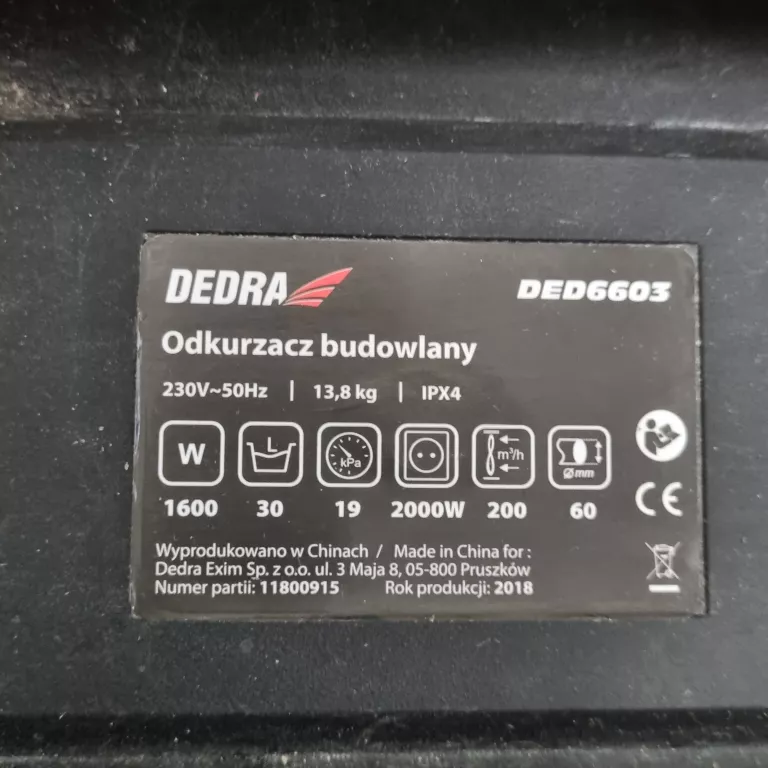 DEDRA DED6603
Odkurzacz budowlany
230V~50Hz | 13,8 kg | IPX4
W L kPa m³/h Ømm
1600 30 19 2000W 200 60
CE
Wyprodukowano w Chinach / Made in China for :
Dedra Exim Sp. z o.o. ul. 3 Maja 8, 05-800 Pruszków
Numer partii: 11800915 Rok produkcji: 2018